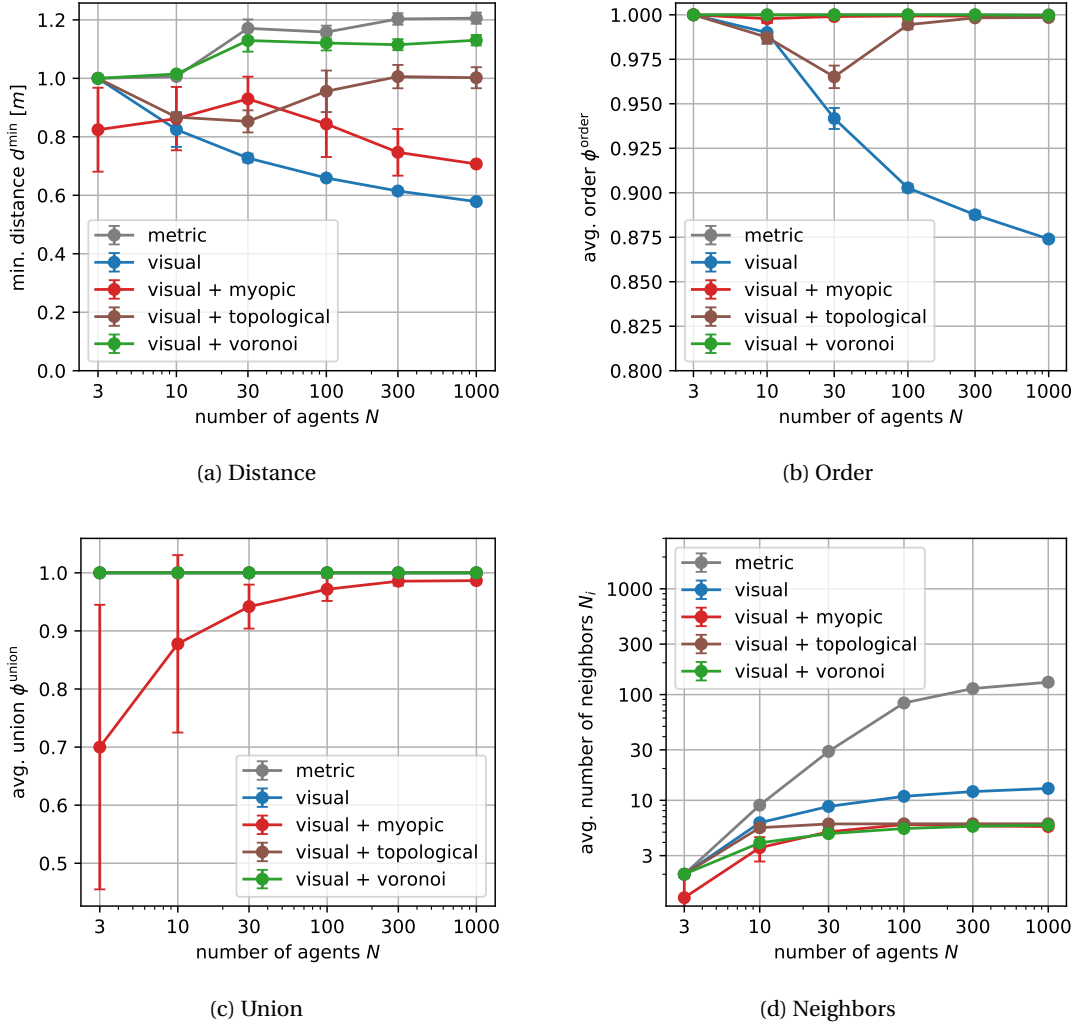 1.2
1.0
0.8
0.6
0.4
0.2
0.0
min. distance d^min [m]
metric
visual
visual + myopic
visual + topological
visual + voronoi
3 10 30 100 300 1000
number of agents N
(a) Distance
1.000
0.975
0.950
0.925
0.900
0.875
0.850
0.825
0.800
avg. order ϕ^order
metric
visual
visual + myopic
visual + topological
visual + voronoi
3 10 30 100 300 1000
number of agents N
(b) Order
1.0
0.9
0.8
0.7
0.6
0.5
avg. union ϕ^union
metric
visual
visual + myopic
visual + topological
visual + voronoi
3 10 30 100 300 1000
number of agents N
(c) Union
1000
300
100
30
10
3
avg. number of neighbors N_i
metric
visual
visual + myopic
visual + topological
visual + voronoi
3 10 30 100 300 1000
number of agents N
(d) Neighbors